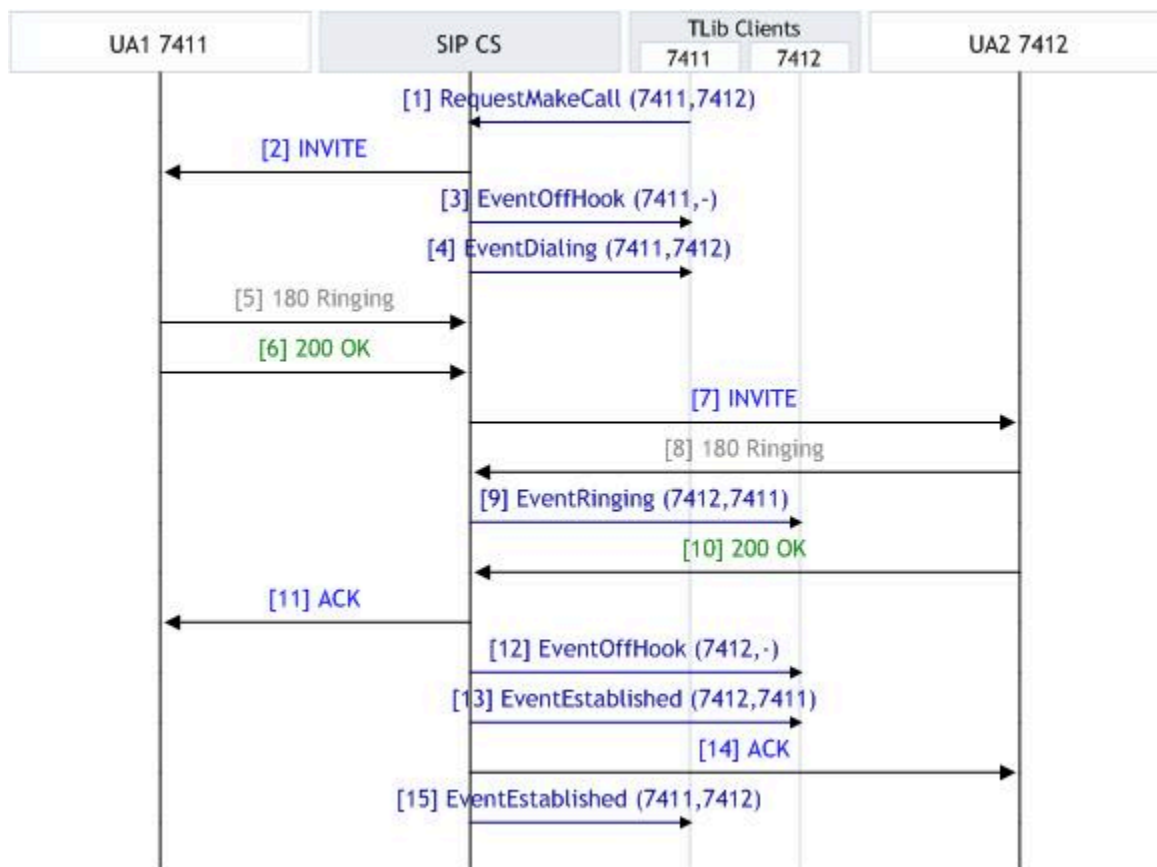 UA1 7411
SIP CS
TLib Clients
7411
7412
UA2 7412
[1] RequestMakeCall (7411,7412)
[2] INVITE
[3] EventOffHook (7411,-)
[4] EventDialing (7411,7412)
[5] 180 Ringing
[6] 200 OK
[7] INVITE
[8] 180 Ringing
[9] EventRinging (7412,7411)
[10] 200 OK
[11] ACK
[12] EventOffHook (7412,-)
[13] EventEstablished (7412,7411)
[14] ACK
[15] EventEstablished (7411,7412)